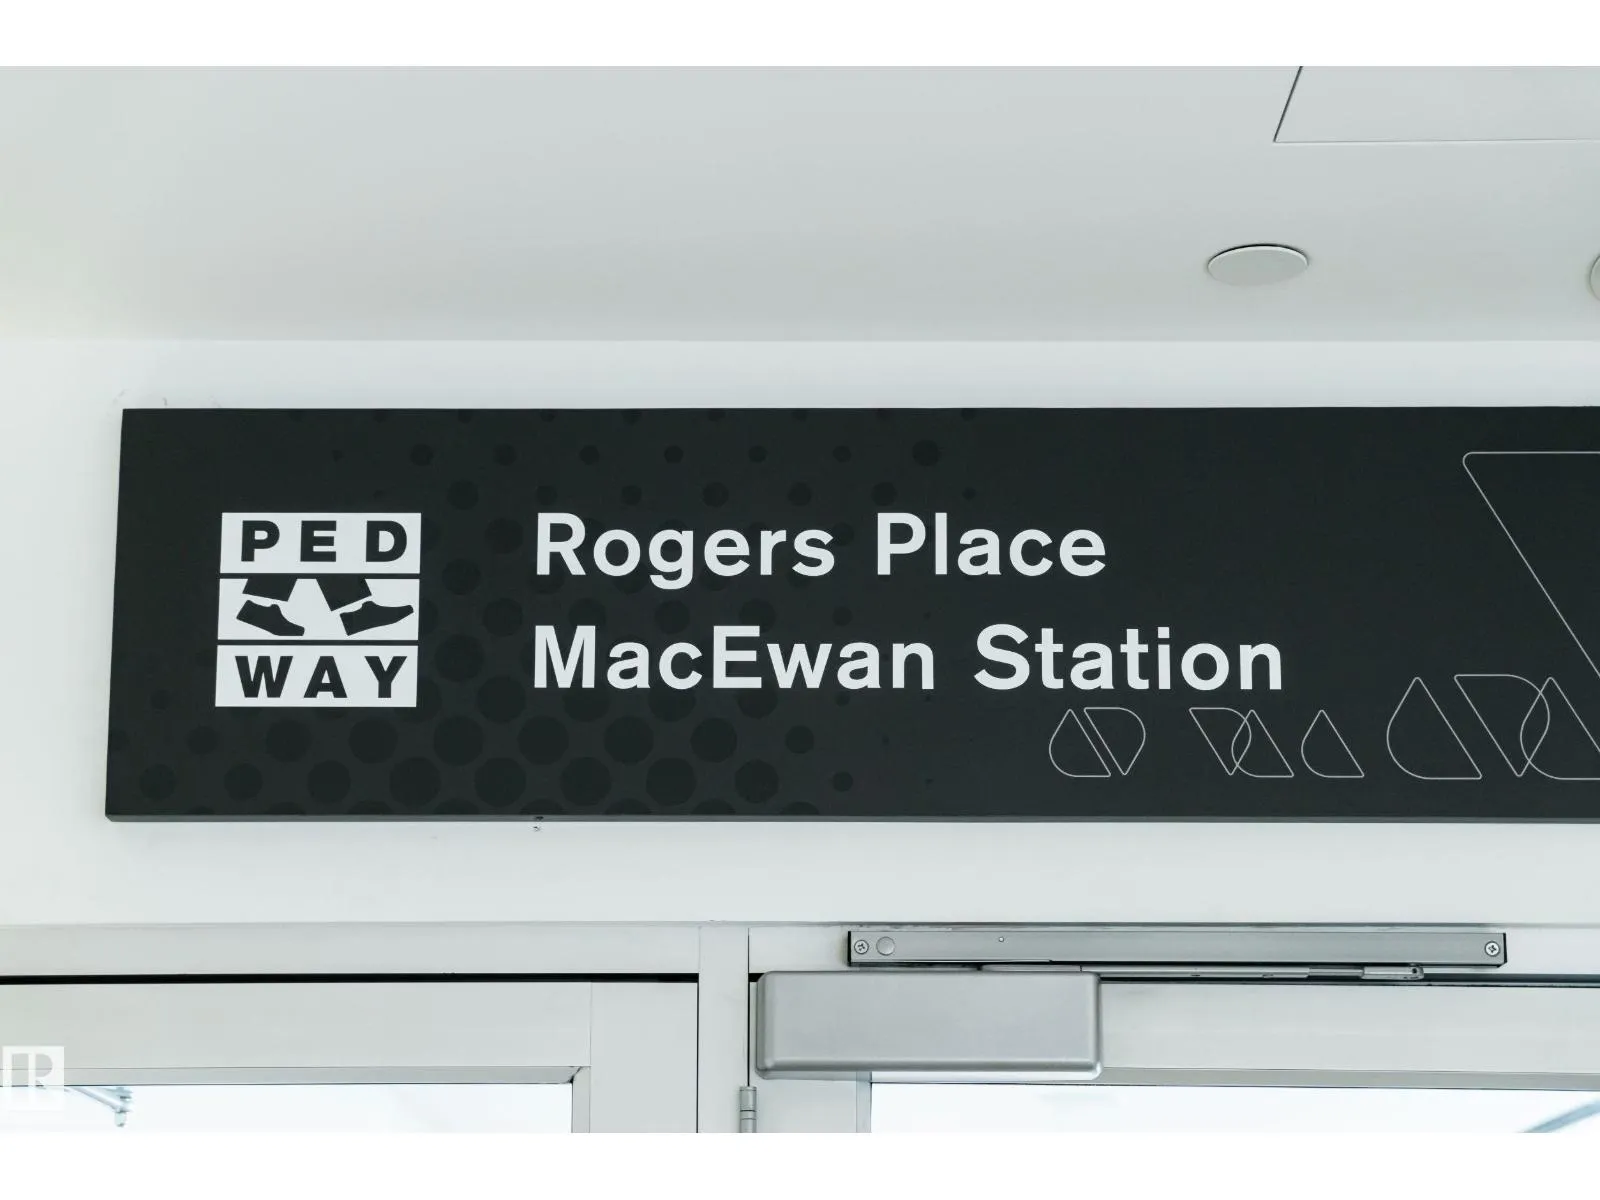 PED
WAY
Rogers Place
MacEwan Station